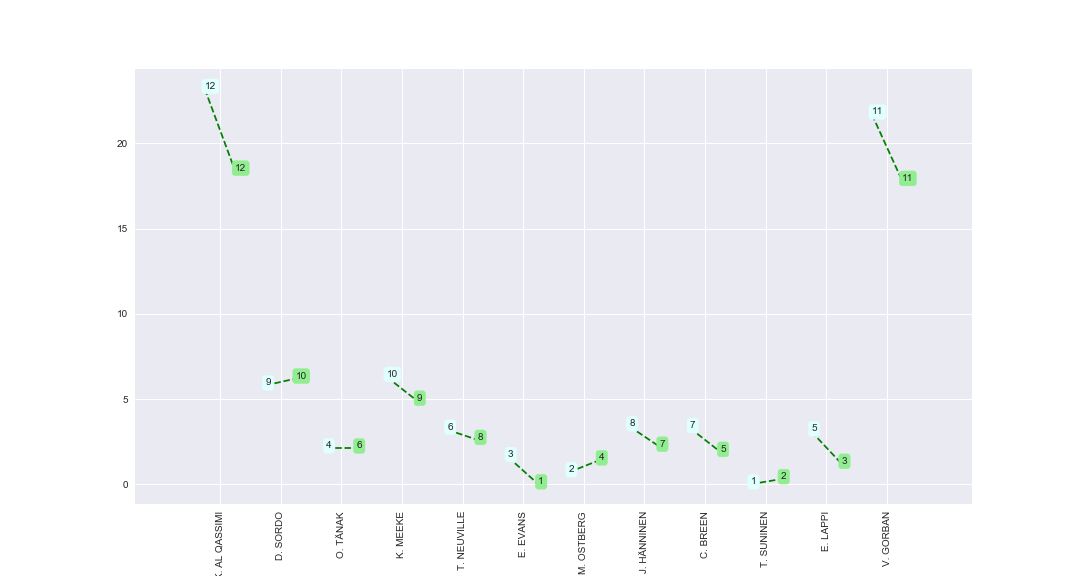 12
11
20
12
11
15
10
10
9
10
9
5
6
8
3
4
6
2
4
8
7
7
5
1
2
5
3
1
0
. AL QASSIMI
D. SORDO
O. TÄNAK
K. MEEKE
T. NEUVILLE
E. EVANS
M. OSTBERG
J. HÄNNINEN
C. BREEN
T. SUNINEN
E. LAPPI
V. GORBAN